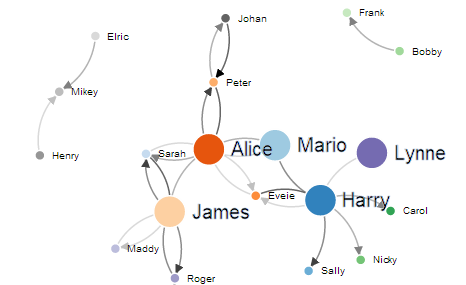 Frank
Johan
Elric
Bobby
Peter
Mikey
Alice
Mario
Lynne
Henry
Sarah
Eveie
Harry
James
Carol
Maddy
Nicky
Roger
Sally